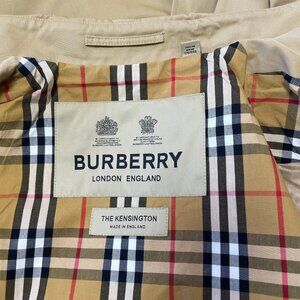 BURBERRY
LONDON ENGLAND
THE KENSINGTON
MADE IN ENGLAND